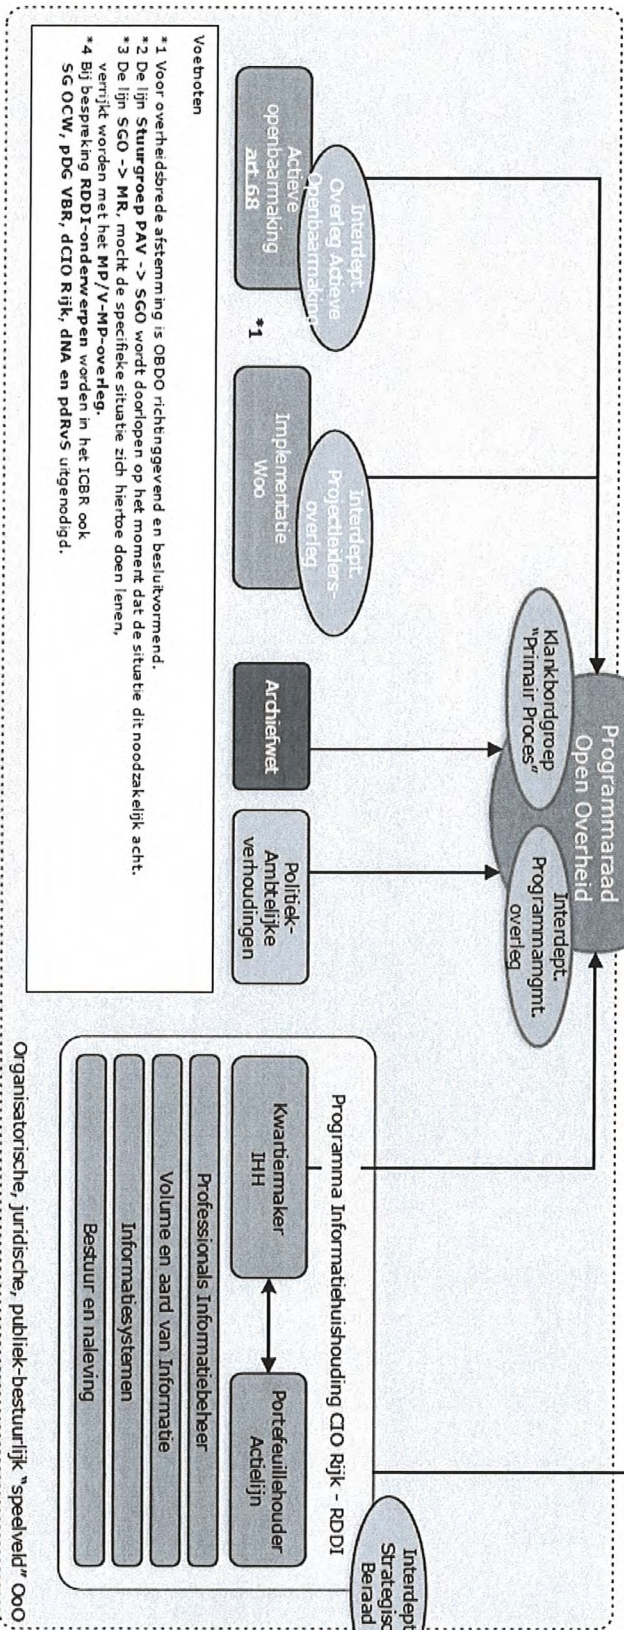 Programmaraad
Open Overheid
Klankbordgroep
"Primair Proces"
Interdept.
Programmamgmt.
overleg
Interdept.
Overleg Actieve
Openbaarmaking
Actieve
openbaarmaking
art 68
*1
Interdept.
Projectleiders-
overleg
Implementatie
Woo
Archiefwet
Politiek-
Ambtelijke
verhoudingen
Programma Informatiehuishouding CIO Rijk - RDDI
Kwartiermaker
IHH
Portefeuillehouder
Actielijn
Professionals Informatiebeheer
Volume en aard van Informatie
Informatiesystemen
Bestuur en naleving
Interdept
Strategisc
Beraad
Voetnoten
*1 Voor overheidsbrede afstemming is OBDO richtinggevend en besluitvormend.
*2 De lijn Stuurgroep PAV -> SGO wordt doorlopen op het moment dat de situatie dit noodzakelijk acht.
*3 De lijn SGO -> MR, mocht de specifieke situatie zich hiertoe doen lenen,
verrijkt worden met het MP/V-MP-overleg.
*4 Bij bespreking RDDI-onderwerpen worden in het ICBR ook
SG OCW, pDG VBR, dCIO Rijk, dNA en pdRvS uitgenodigd.
Organisatorische, juridische, publiek-bestuurlijk "speelveld" OoO